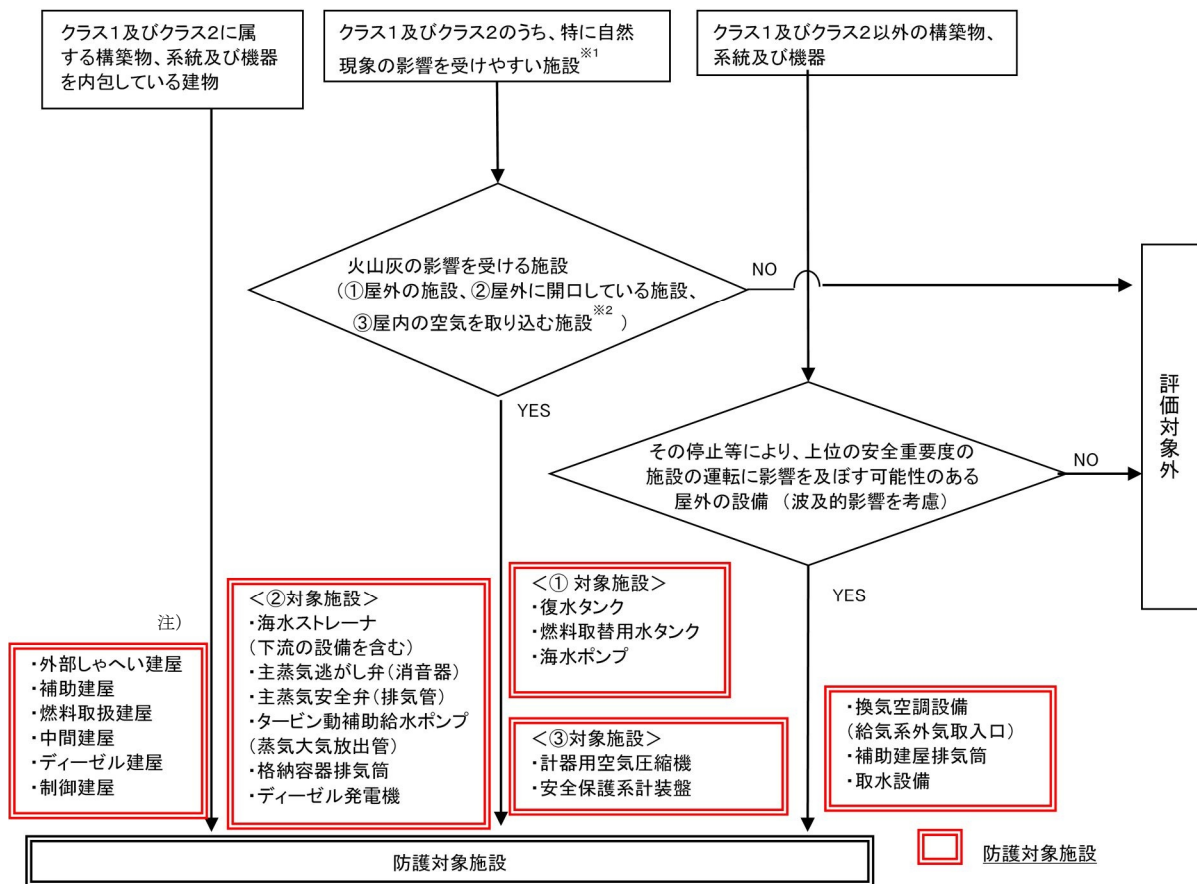 クラス1及びクラス2に属
する構築物、系統及び機器
を内包している建物
クラス1及びクラス2のうち、特に自然
現象の影響を受けやすい施設※1
クラス1及びクラス2以外の構築物、
系統及び機器
火山灰の影響を受ける施設
(①屋外の施設、②屋外に開口している施設、
③屋内の空気を取り込む施設※2)
NO
YES
評価対象外
その停止等により、上位の安全重要度の
施設の運転に影響を及ぼす可能性のある
屋外の設備 (波及的影響を考慮)
NO
YES
注)
・外部しゃへい建屋
・補助建屋
・燃料取扱建屋
・中間建屋
・ディーゼル建屋
・制御建屋
<②対象施設>
・海水ストレーナ
(下流の設備を含む)
・主蒸気逃がし弁(消音器)
・主蒸気安全弁(排気管)
・タービン動補助給水ポンプ
(蒸気大気放出管)
・格納容器排気筒
・ディーゼル発電機
<① 対象施設>
・復水タンク
・燃料取替用水タンク
・海水ポンプ
<③対象施設>
・計器用空気圧縮機
・安全保護系計装盤
・換気空調設備
(給気系外気取入口)
・補助建屋排気筒
・取水設備
防護対象施設
防護対象施設